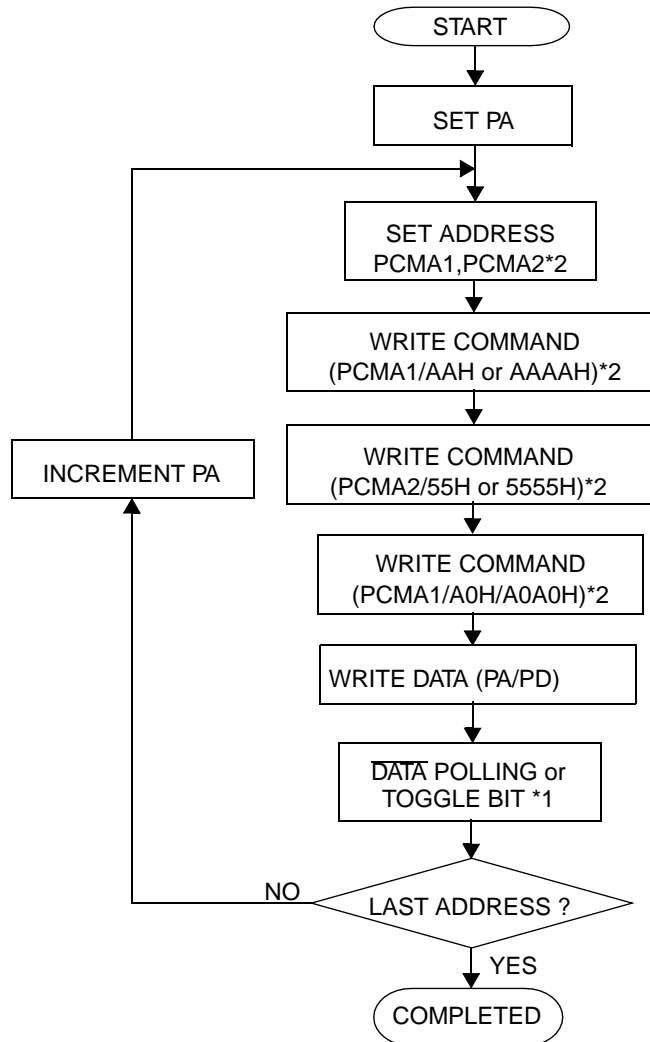 START
SET PA
SET ADDRESS
PCMA1,PCMA2*2
WRITE COMMAND
(PCMA1/AAH or AAAAH)*2
INCREMENT PA
WRITE COMMAND
(PCMA2/55H or 5555H)*2
WRITE COMMAND
(PCMA1/A0H/A0A0H)*2
WRITE DATA (PA/PD)
DATA POLLING or
TOGGLE BIT *1
NO
LAST ADDRESS ?
YES
COMPLETED